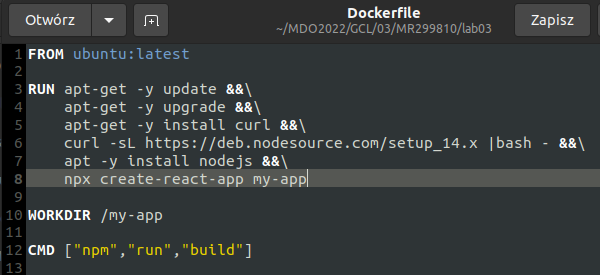 Otwórz
Dockerfile
~/MDO2022/GCL/03/MR299810/lab03
Zapisz
1 FROM ubuntu:latest
2
3 RUN apt-get -y update &&\
4     apt-get -y upgrade &&\
5     apt-get -y install curl &&\
6     curl -sL https://deb.nodesource.com/setup_14.x |bash - &&\
7     apt -y install nodejs &&\
8     npx create-react-app my-app
9
10 WORKDIR /my-app
11
12 CMD ["npm","run","build"]
13